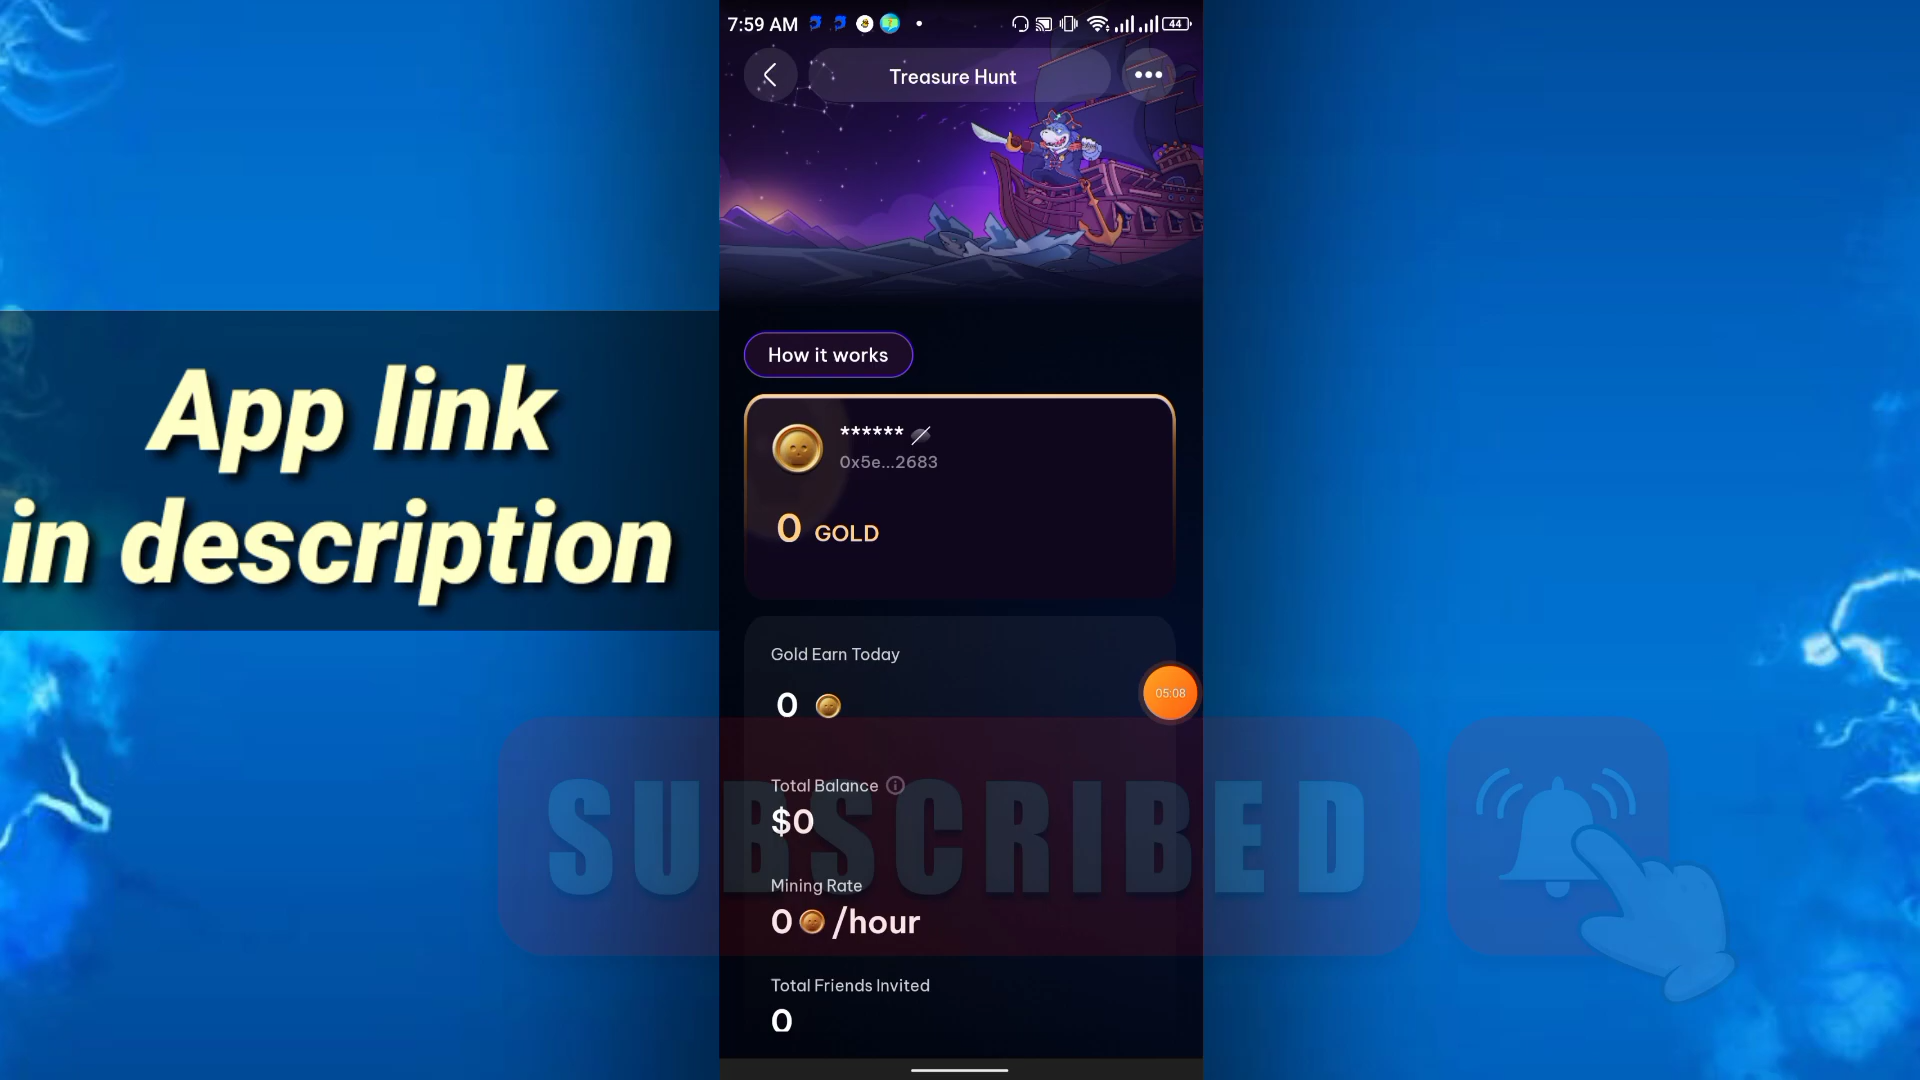 7:59 AM
44
Treasure Hunt
How it works
******
0x5e...2683
0 GOLD
App link
in description
Gold Earn Today
0
05:08
Total Balance
$0
SUBSCRIBED
Mining Rate
0 /hour
Total Friends Invited
0